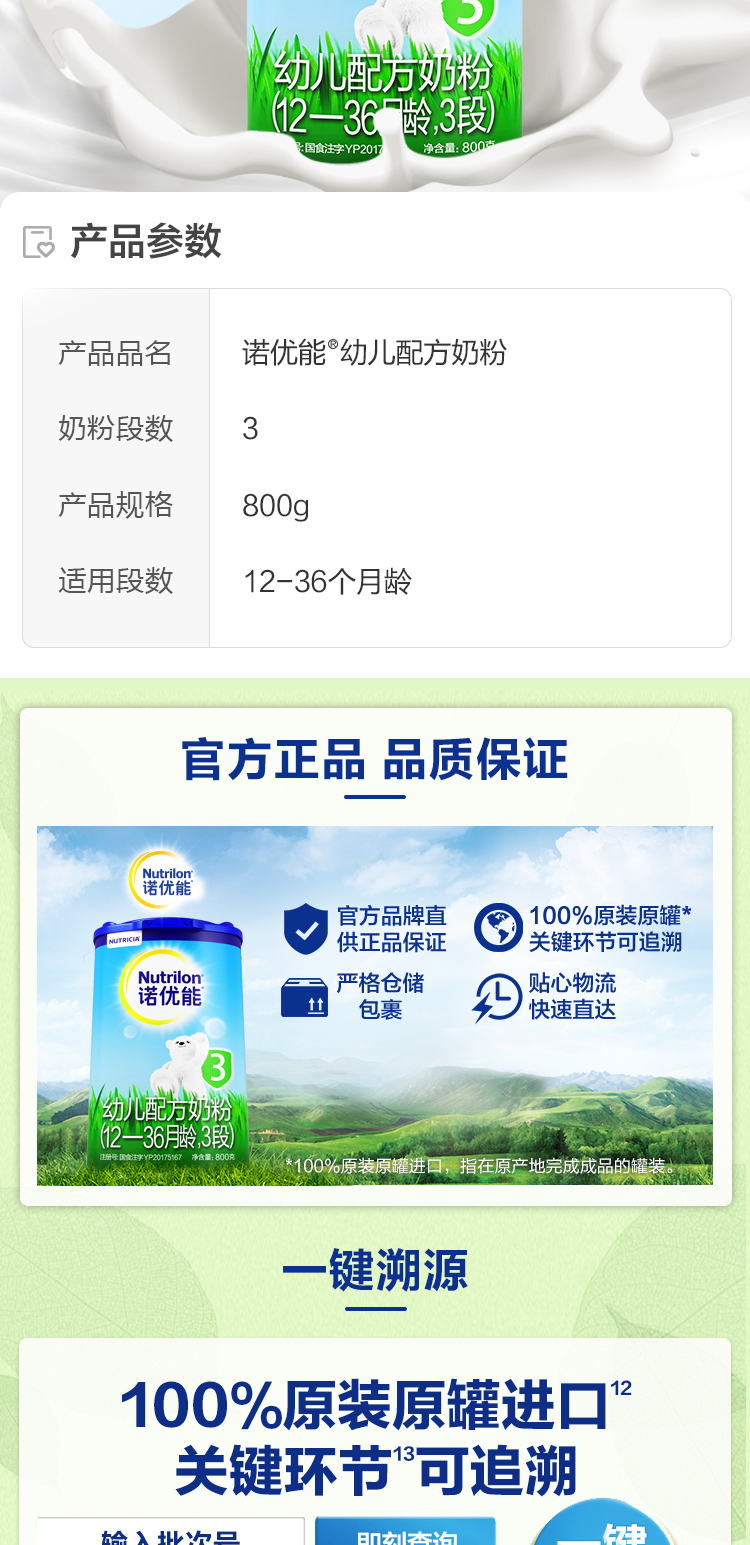 3
幼儿配方奶粉
(12—36月龄,3段)
号:国食注字YP2017
净含量: 800克
产品参数
产品品名 诺优能®幼儿配方奶粉
奶粉段数 3
产品规格 800g
适用段数 12-36个月龄
官方正品 品质保证
Nutrilon
诺优能
NUTRICIA
Nutrilon
诺优能
3
幼儿配方奶粉
(12—36月龄,3段)
注册号:国食注字YP20175167 净含量: 800克
官方品牌直
供正品保证
100%原装原罐*
关键环节可追溯
严格仓储
包裹
贴心物流
快速直达
*100%原装原罐进口，指在原产地完成成品的罐装。
一键溯源
100%原装原罐进口12
关键环节13可追溯
输入批次号
即刻查询
一键